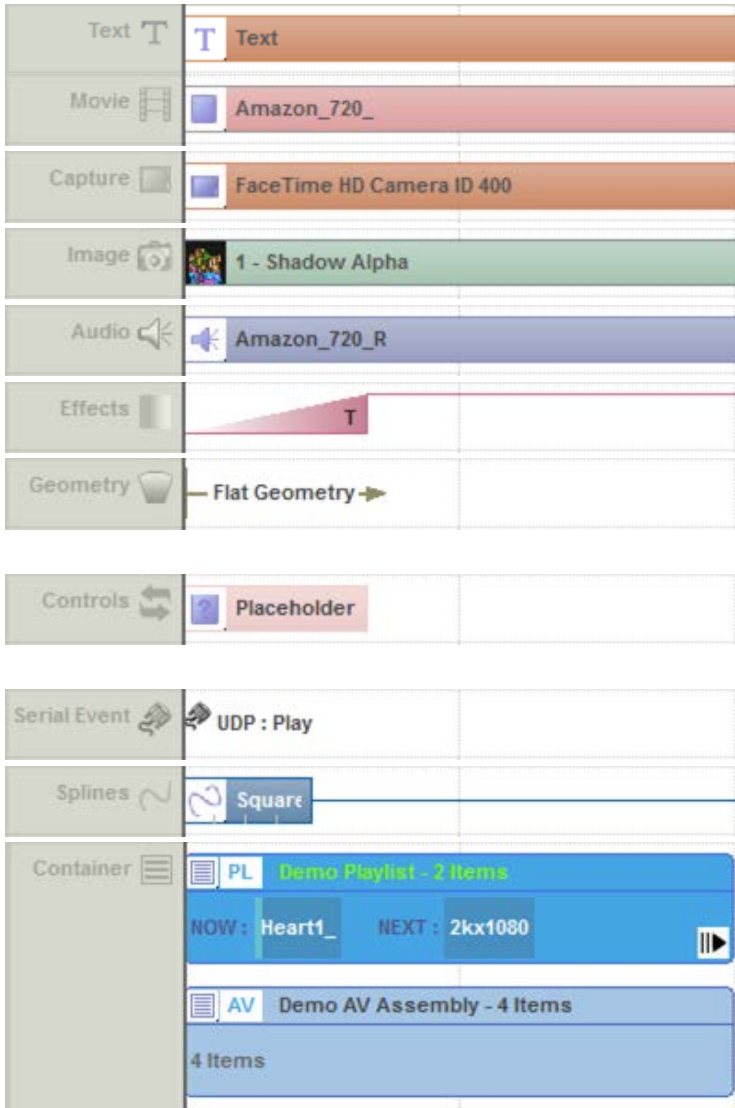 Text T T Text
Movie Amazon_720_
Capture FaceTime HD Camera ID 400
Image 1 - Shadow Alpha
Audio Amazon_720_R
Effects T
Geometry Flat Geometry
Controls ? Placeholder
Serial Event UDP : Play
Splines Square
Container PL Demo Playlist - 2 Items
NOW : Heart1_ NEXT : 2kx1080
AV Demo AV Assembly - 4 Items
4 Items